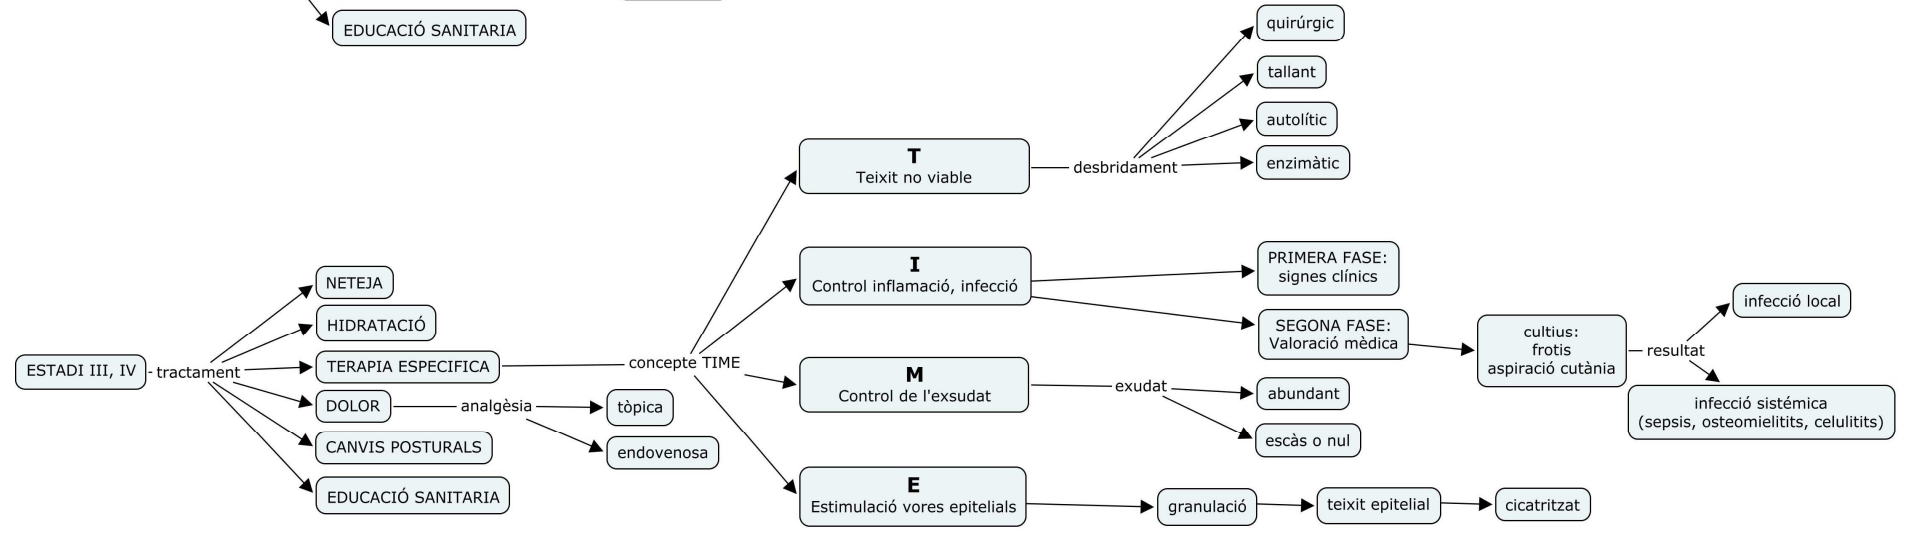 EDUCACIÓ SANITARIA
quirúrgic
tallant
autolític
enzimàtic
T
Teixit no viable
desbridament
I
Control inflamació, infecció
PRIMERA FASE:
signes clínics
SEGONA FASE:
Valoració mèdica
cultius:
frotis
aspiració cutània
resultat
infecció local
infecció sistémica
(sepsis, osteomielitits, celulitits)
ESTADI III, IV
tractament
NETEJA
HIDRATACIÓ
TERAPIA ESPECIFICA
concepte TIME
DOLOR
analgèsia
tòpica
endovenosa
CANVIS POSTURALS
EDUCACIÓ SANITARIA
M
Control de l'exsudat
exudat
abundant
escàs o nul
E
Estimulació vores epitelials
granulació
teixit epitelial
cicatritzat